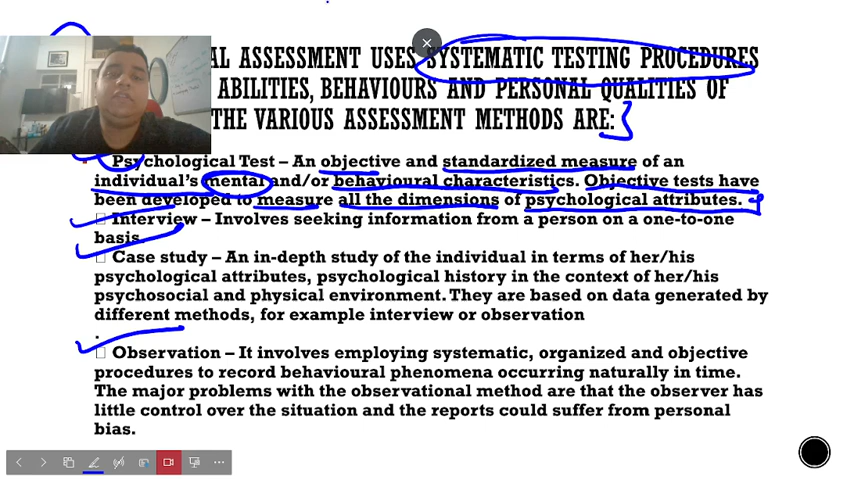 AL ASSESSMENT USES SYSTEMATIC TESTING PROCEDURES
ABILITIES, BEHAVIOURS AND PERSONAL QUALITIES OF
THE VARIOUS ASSESSMENT METHODS ARE:
Psychological Test – An objective and standardized measure of an
individual's mental and/or behavioural characteristics. Objective tests have
been developed to measure all the dimensions of psychological attributes.
Interview – Involves seeking information from a person on a one-to-one
basis.
Case study – An in-depth study of the individual in terms of her/his
psychological attributes, psychological history in the context of her/his
psychosocial and physical environment. They are based on data generated by
different methods, for example interview or observation
.
Observation – It involves employing systematic, organized and objective
procedures to record behavioural phenomena occurring naturally in time.
The major problems with the observational method are that the observer has
little control over the situation and the reports could suffer from personal
bias.